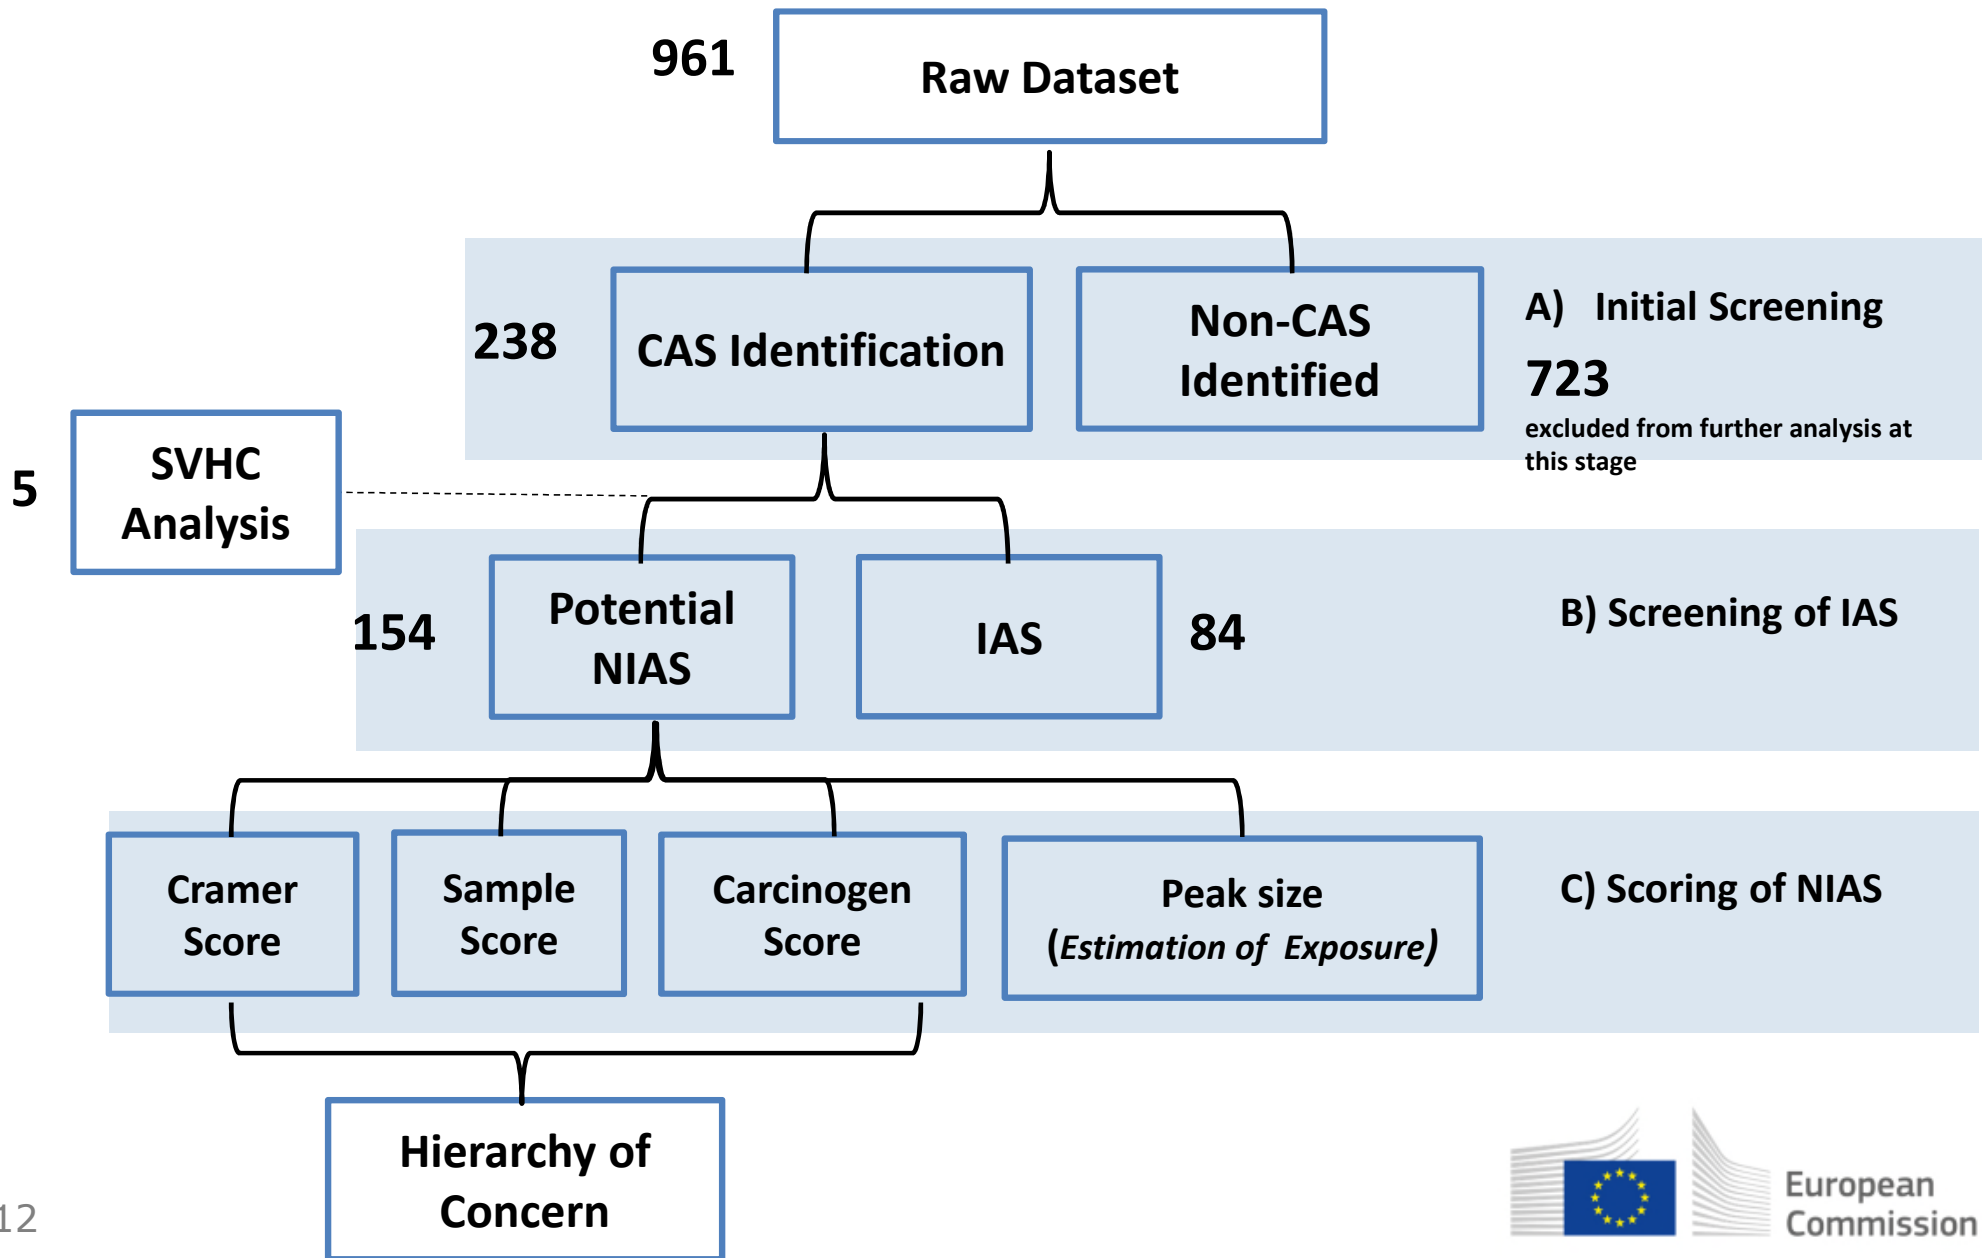 961
Raw Dataset
238
CAS Identification
Non-CAS
Identified
A) Initial Screening
723
excluded from further analysis at
this stage
5
SVHC
Analysis
154
Potential
NIAS
IAS
84
B) Screening of IAS
Cramer
Score
Sample
Score
Carcinogen
Score
Peak size
(Estimation of Exposure)
C) Scoring of NIAS
Hierarchy of
Concern
12
European
Commission